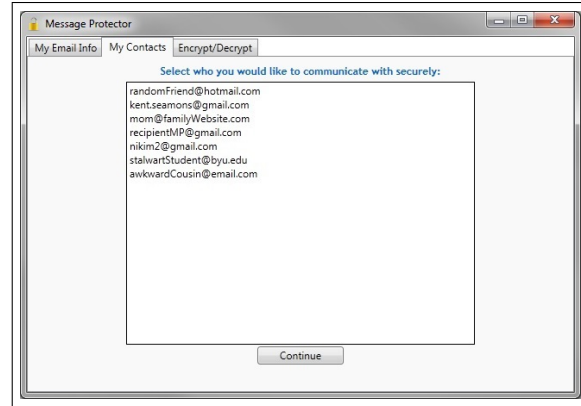 Message Protector
My Email Info My Contacts Encrypt/Decrypt
Select who you would like to communicate with securely:
randomFriend@hotmail.com
kent.seamons@gmail.com
mom@familyWebsite.com
recipientMP@gmail.com
nikim2@gmail.com
stalwartStudent@byu.edu
awkwardCousin@email.com
Continue